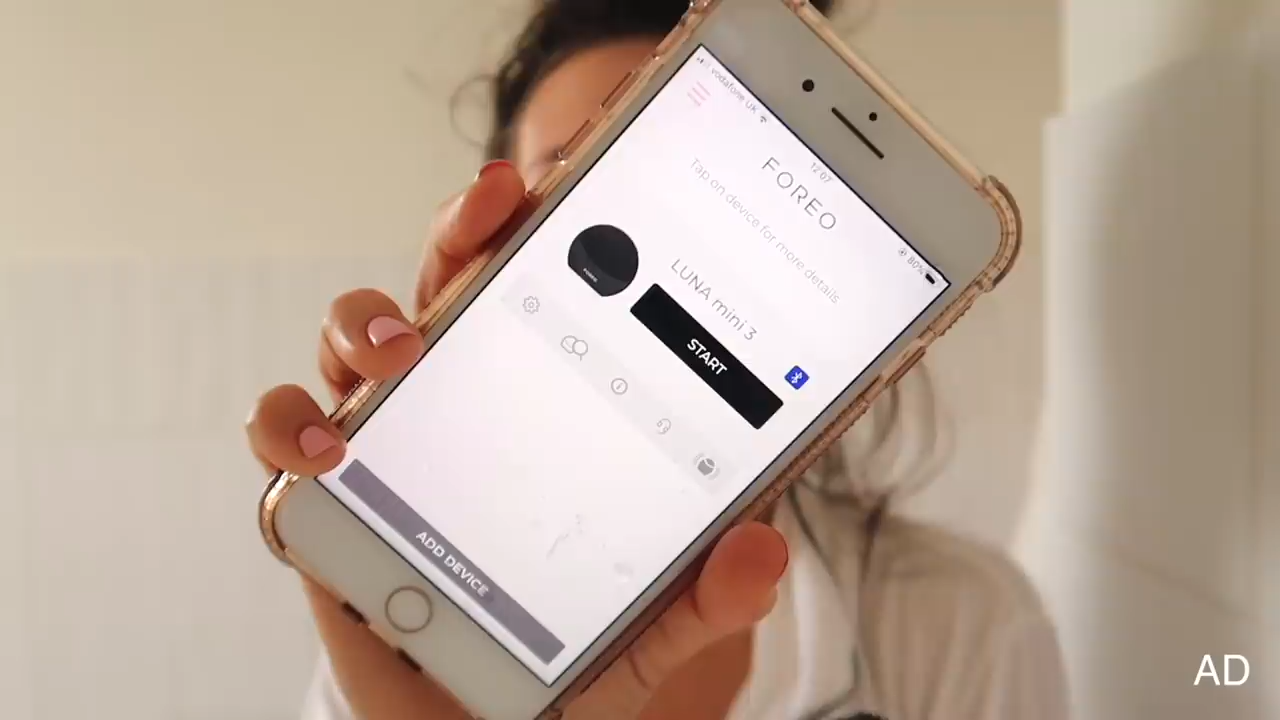 vodafone UK
12:07
80%
FOREO
Tap on device for more details
FOREO
LUNA mini 3
START
ADD DEVICE
AD